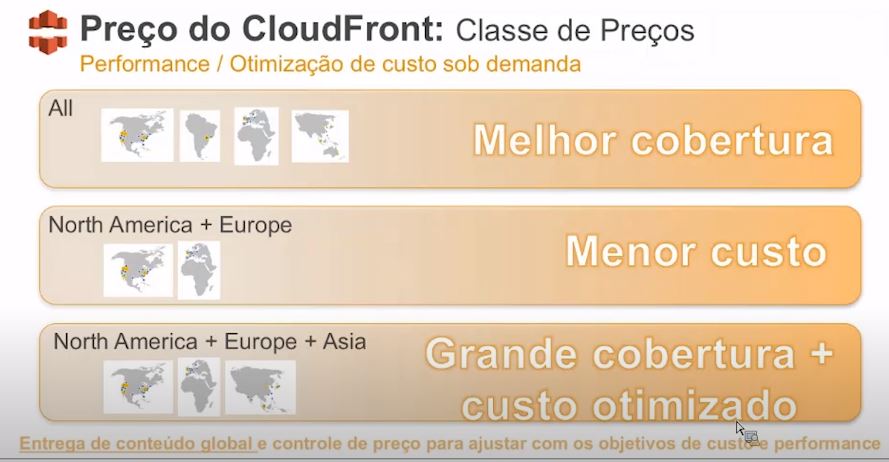 Preço do CloudFront: Classe de Preços
Performance / Otimização de custo sob demanda
All
Melhor cobertura
North America + Europe
Menor custo
North America + Europe + Asia
Grande cobertura +
custo otimizado
Entrega de conteúdo global e controle de preço para ajustar com os objetivos de custo e performance